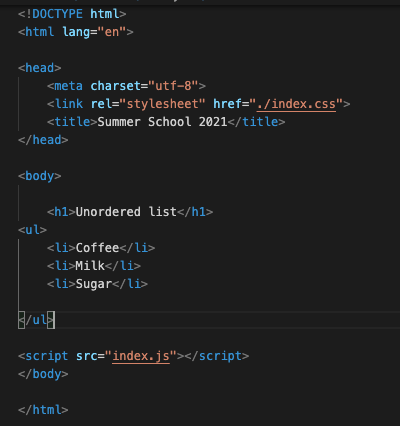 <!DOCTYPE html>
<html lang="en">
<head>
<meta charset="utf-8">
<link rel="stylesheet" href="./index.css">
<title>Summer School 2021</title>
</head>
<body>
<h1>Unordered list</h1>
<ul>
<li>Coffee</li>
<li>Milk</li>
<li>Sugar</li>
</ul>
<script src="index.js"></script>
</body>
</html>